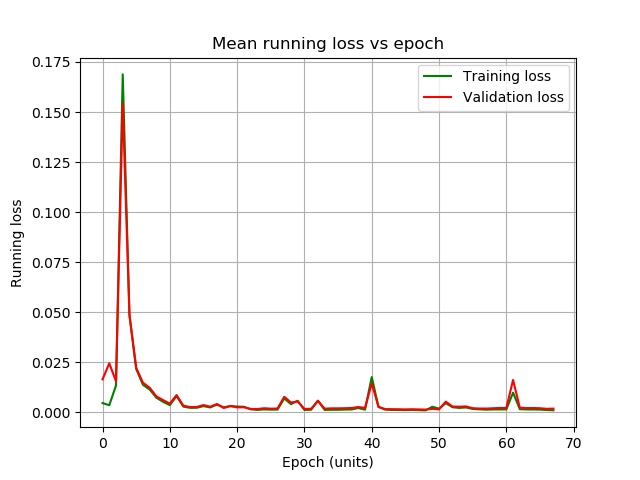 Mean running loss vs epoch
Training loss
Validation loss
Running loss
0.175
0.150
0.125
0.100
0.075
0.050
0.025
0.000
0 10 20 30 40 50 60 70
Epoch (units)